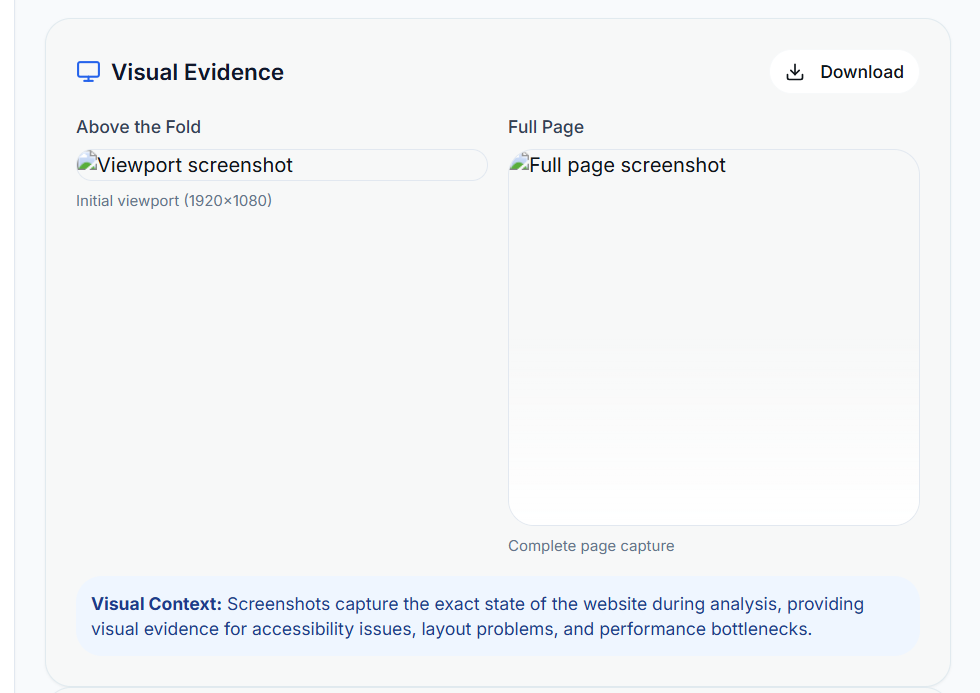 Visual Evidence
Download
Above the Fold
Viewport screenshot
Initial viewport (1920×1080)
Full Page
Full page screenshot
Complete page capture
Visual Context: Screenshots capture the exact state of the website during analysis, providing
visual evidence for accessibility issues, layout problems, and performance bottlenecks.